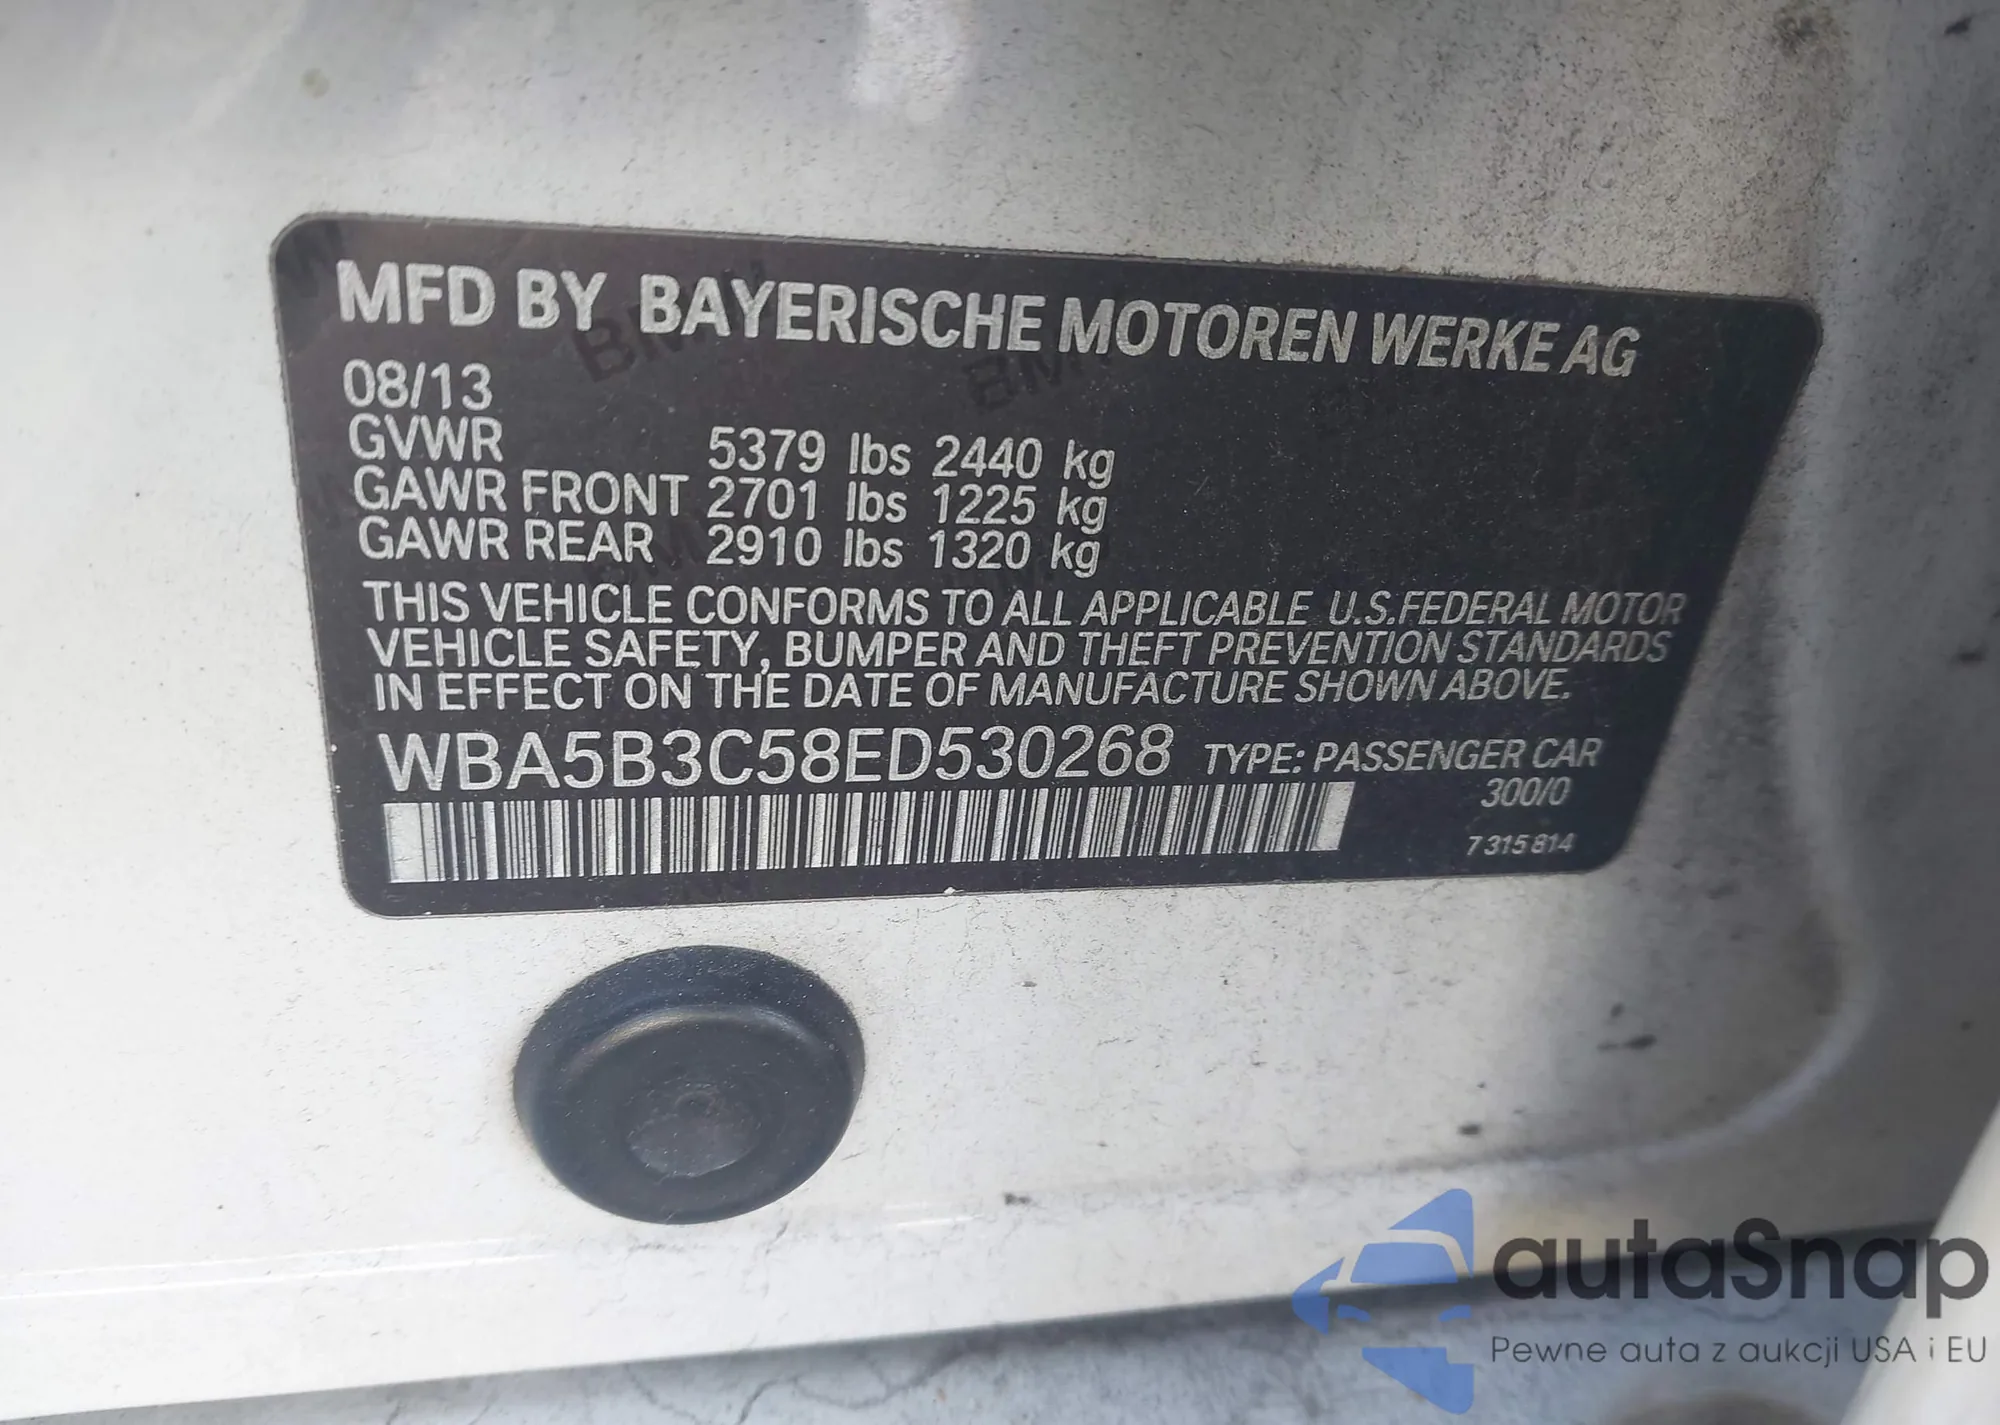 MFD BY BAYERISCHE MOTOREN WERKE AG
08/13
GVWR 5379 lbs 2440 kg
GAWR FRONT 2701 lbs 1225 kg
GAWR REAR 2910 lbs 1320 kg
THIS VEHICLE CONFORMS TO ALL APPLICABLE U.S.FEDERAL MOTOR
VEHICLE SAFETY, BUMPER AND THEFT PREVENTION STANDARDS
IN EFFECT ON THE DATE OF MANUFACTURE SHOWN ABOVE.
WBA5B3C58ED530268 TYPE: PASSENGER CAR
300/0
7 315 814
autaSnap
Pewne auta z aukcji USA i EU